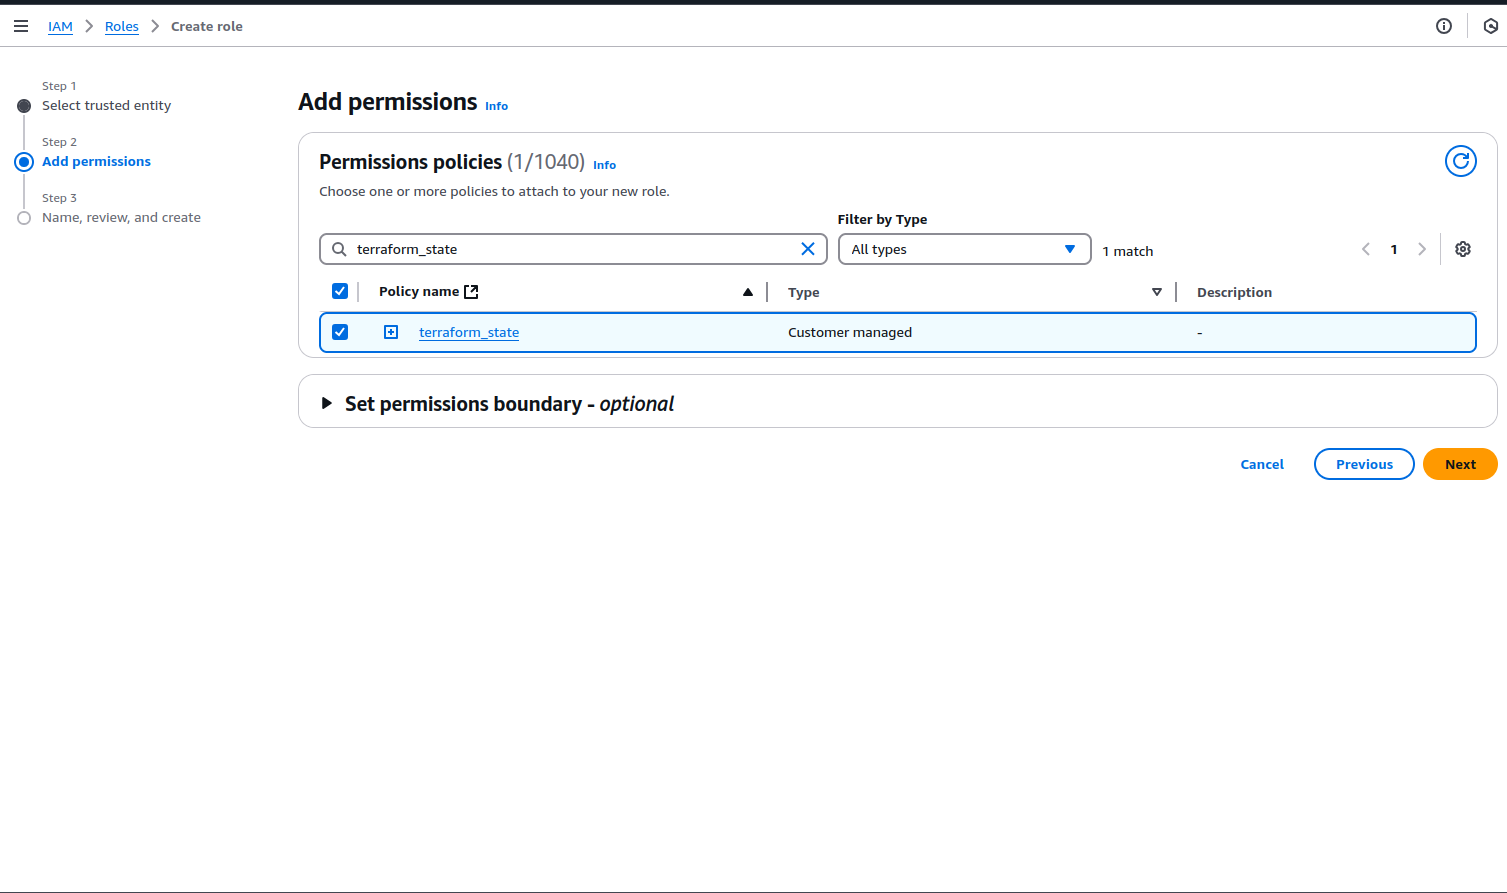 IAM Roles Create role
Step 1
Select trusted entity
Step 2
Add permissions
Step 3
Name, review, and create
Add permissions Info
Permissions policies (1/1040) Info
Choose one or more policies to attach to your new role.
Filter by Type
terraform_state All types 1 match 1
Policy name Type Description
terraform_state Customer managed -
Set permissions boundary - optional
Cancel Previous Next